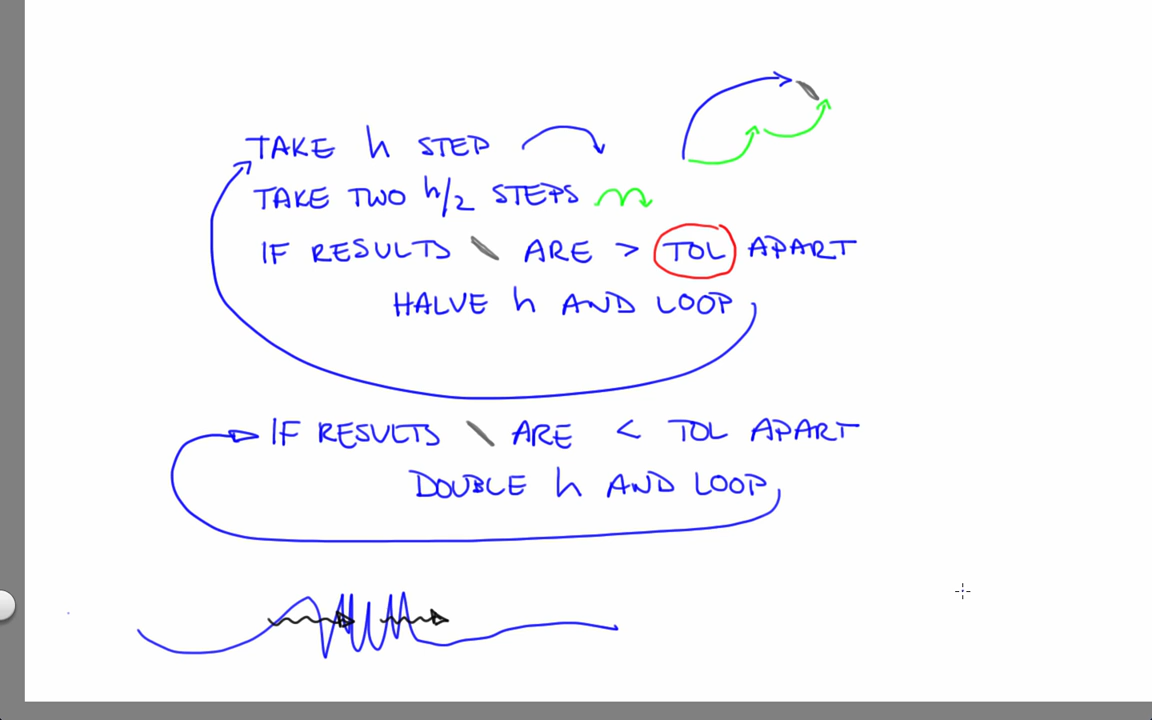 TAKE h STEP
TAKE TWO h/2 STEPS
IF RESULTS ARE > TOL APART
HALVE h AND LOOP
IF RESULTS ARE < TOL APART
DOUBLE h AND LOOP